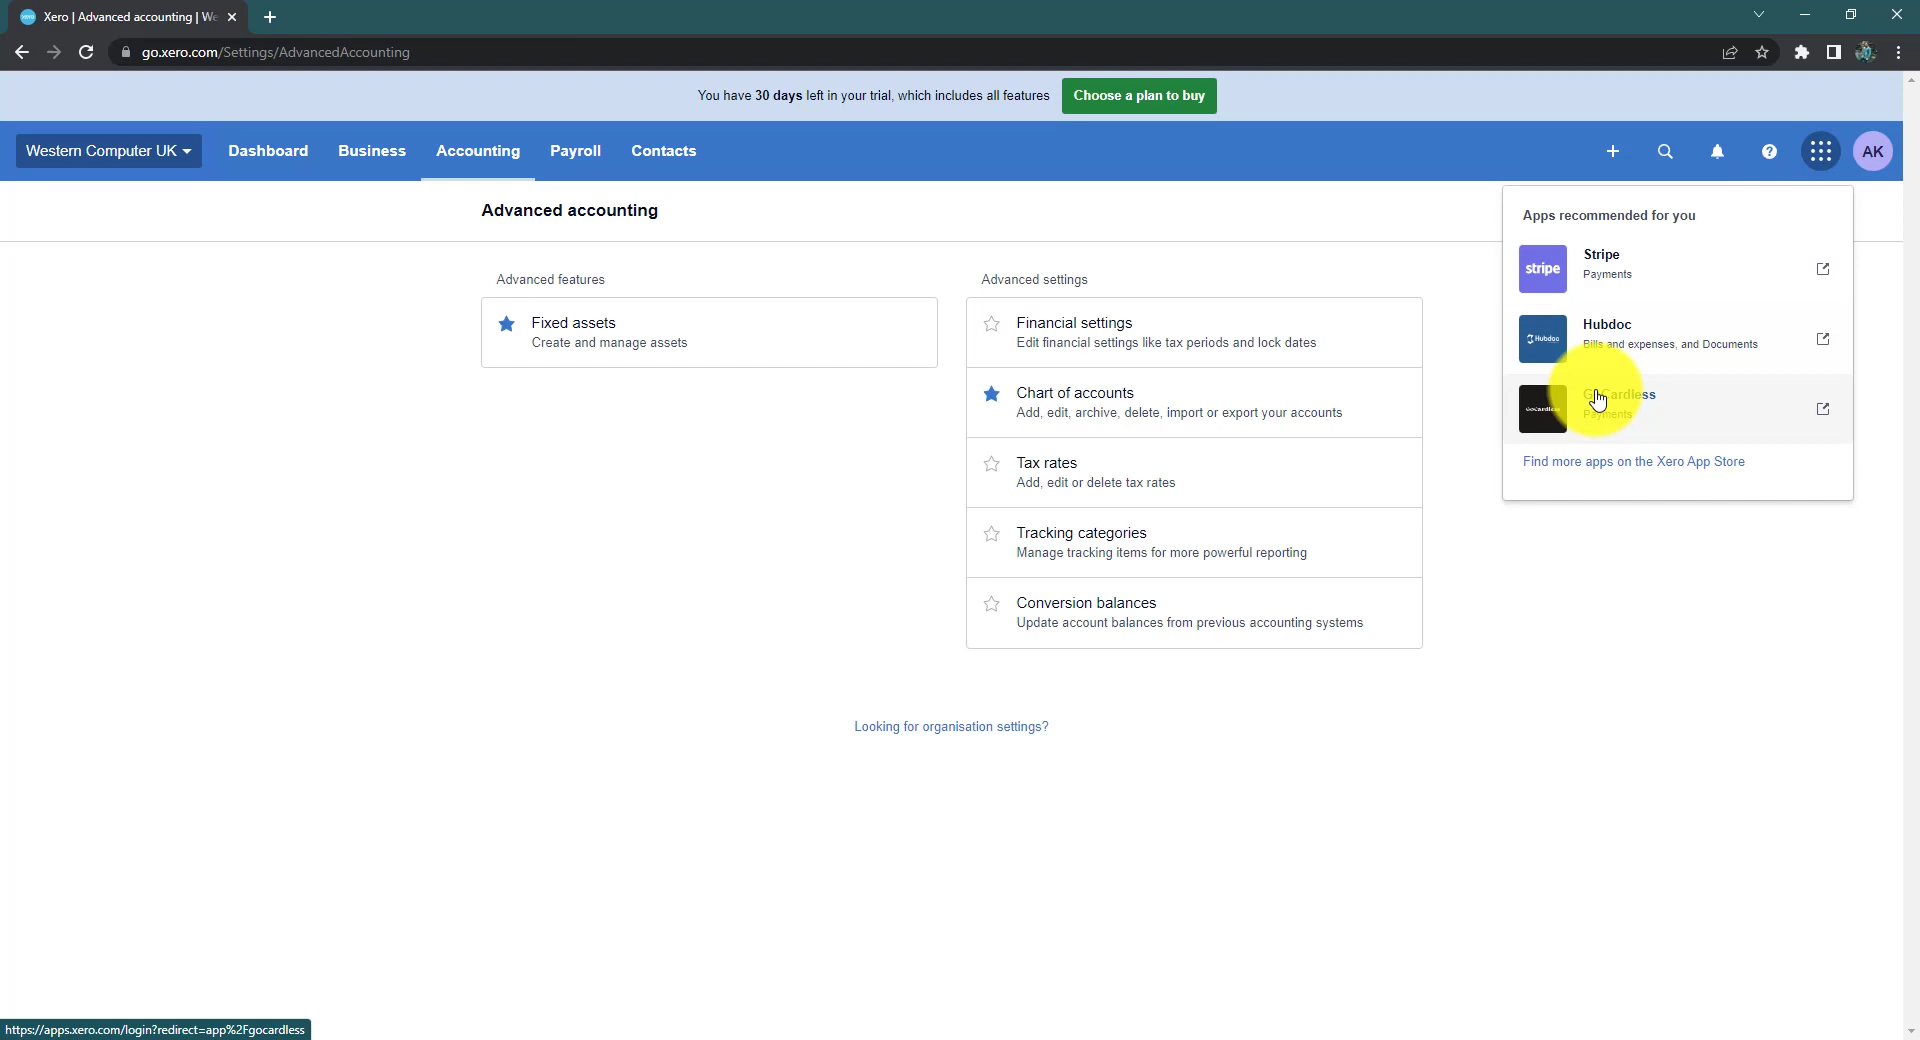 Xero | Advanced accounting | We
go.xero.com/Settings/AdvancedAccounting
You have 30 days left in your trial, which includes all features
Choose a plan to buy
Western Computer UK
Dashboard
Business
Accounting
Payroll
Contacts
AK
Advanced accounting
Advanced features
Fixed assets
Create and manage assets
Advanced settings
Financial settings
Edit financial settings like tax periods and lock dates
Chart of accounts
Add, edit, archive, delete, import or export your accounts
Tax rates
Add, edit or delete tax rates
Tracking categories
Manage tracking items for more powerful reporting
Conversion balances
Update account balances from previous accounting systems
Looking for organisation settings?
Apps recommended for you
stripe
Stripe
Payments
Hubdoc
Hubdoc
Bills and expenses, and Documents
GoCardless
GoCardless
Payments
Find more apps on the Xero App Store
https://apps.xero.com/login?redirect=app%2Fgocardless